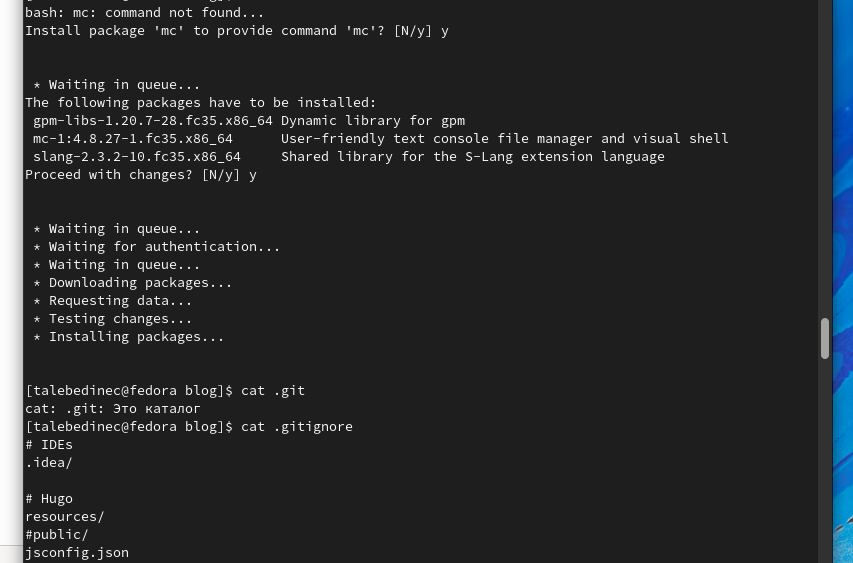 bash: mc: command not found...
Install package 'mc' to provide command 'mc'? [N/y] y
* Waiting in queue...
The following packages have to be installed:
gpm-libs-1.20.7-28.fc35.x86_64 Dynamic library for gpm
mc-1:4.8.27-1.fc35.x86_64 User-friendly text console file manager and visual shell
slang-2.3.2-10.fc35.x86_64 Shared library for the S-Lang extension language
Proceed with changes? [N/y] y
* Waiting in queue...
* Waiting for authentication...
* Waiting in queue...
* Downloading packages...
* Requesting data...
* Testing changes...
* Installing packages...
[talebedinec@fedora blog]$ cat .git
cat: .git: Это каталог
[talebedinec@fedora blog]$ cat .gitignore
# IDEs
.idea/
# Hugo
resources/
#public/
jsconfig.json